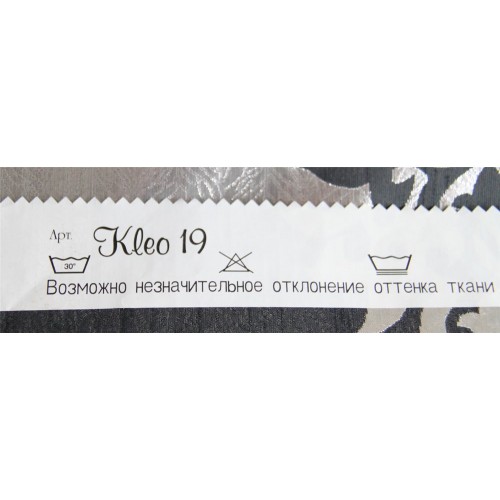 Арт. Kleo 19
30°
Возможно незначительное отклонение оттенка ткани